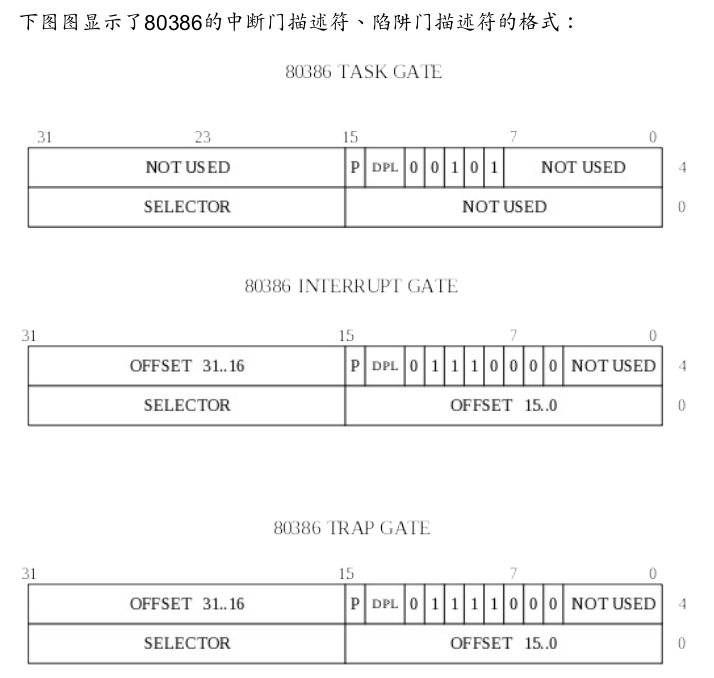 下图图显示了80386的中断门描述符、陷阱门描述符的格式：
80386 TASK GATE
31 23 15 7 0
NOT USED P DPL 0 0 1 0 1 NOT USED 4
SELECTOR NOT USED 0
80386 INTERRUPT GATE
31 15 7 0
OFFSET 31..16 P DPL 0 1 1 1 0 0 0 0 NOT USED 4
SELECTOR OFFSET 15..0 0
80386 TRAP GATE
31 15 7 0
OFFSET 31..16 P DPL 0 1 1 1 1 0 0 0 NOT USED 4
SELECTOR OFFSET 15..0 0